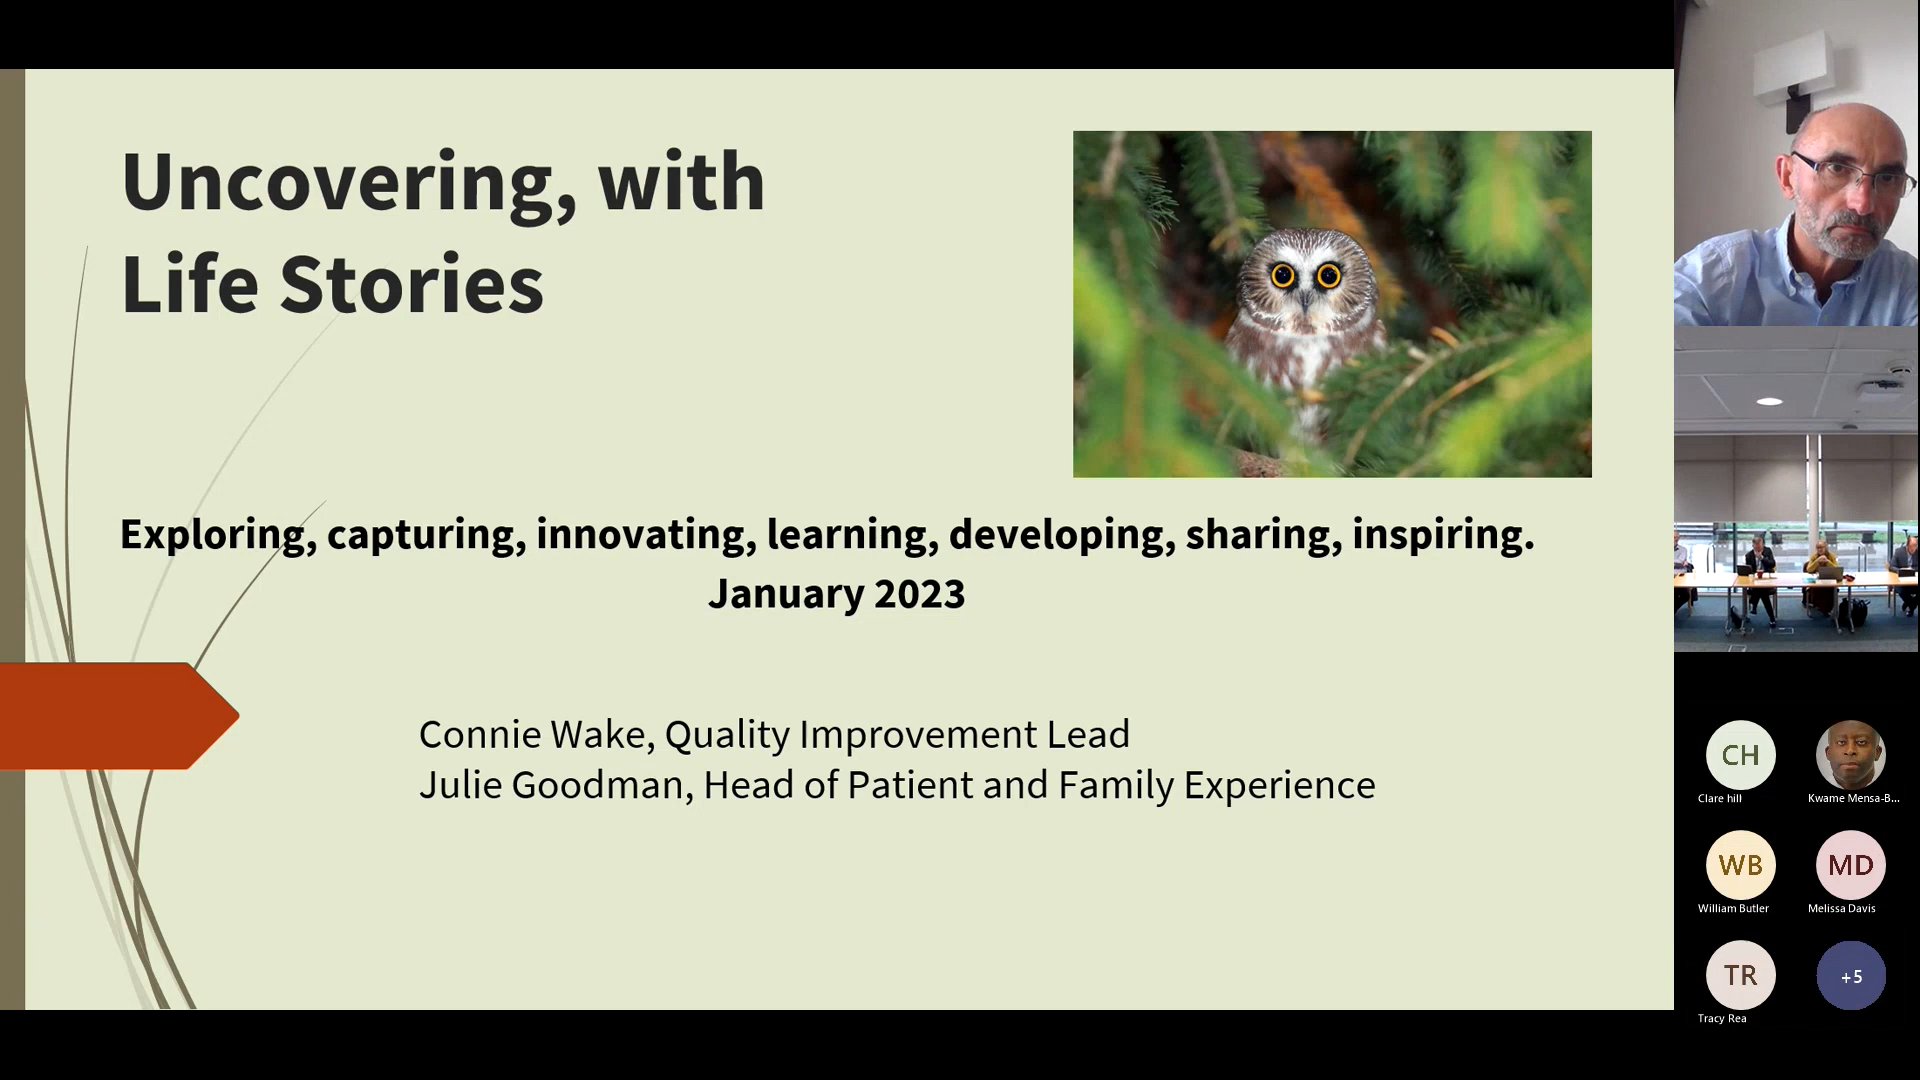 Uncovering, with
Life Stories
Exploring, capturing, innovating, learning, developing, sharing, inspiring.
January 2023
Connie Wake, Quality Improvement Lead
Julie Goodman, Head of Patient and Family Experience
CH
Clare hill
Kwame Mensa-B...
WB
William Butler
MD
Melissa Davis
TR
Tracy Rea
+5